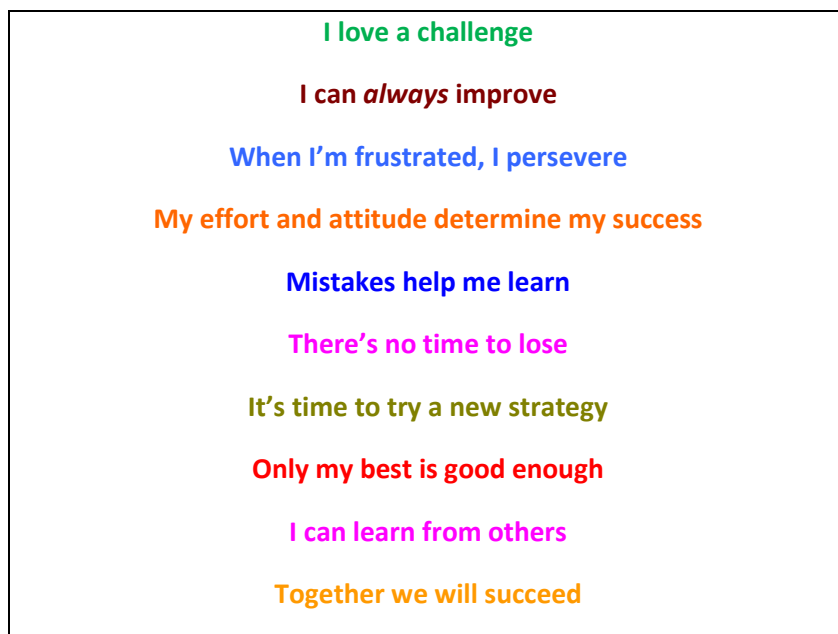 I love a challenge
I can always improve
When I’m frustrated, I persevere
My effort and attitude determine my success
Mistakes help me learn
There’s no time to lose
It’s time to try a new strategy
Only my best is good enough
I can learn from others
Together we will succeed